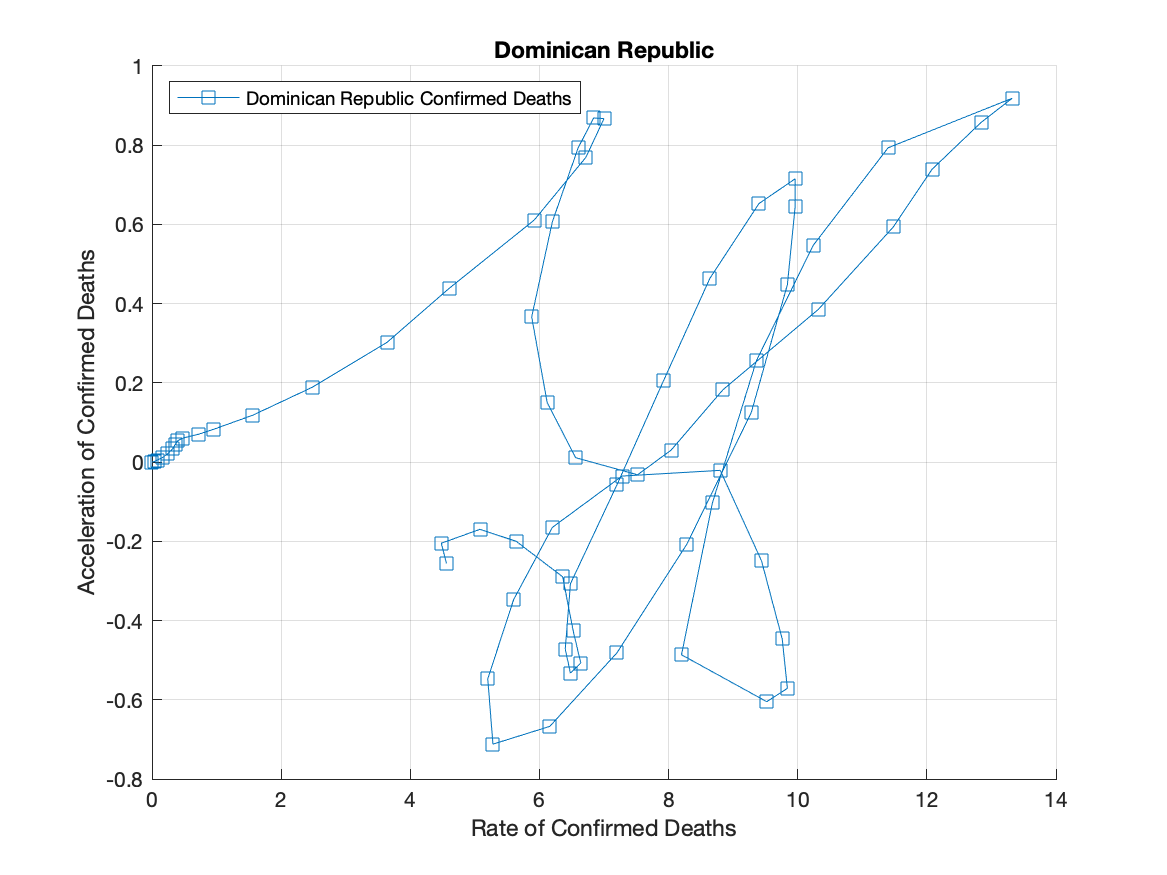 Dominican Republic
Dominican Republic Confirmed Deaths
1
0.8
0.6
0.4
0.2
0
-0.2
-0.4
-0.6
-0.8
Acceleration of Confirmed Deaths
0 2 4 6 8 10 12 14
Rate of Confirmed Deaths